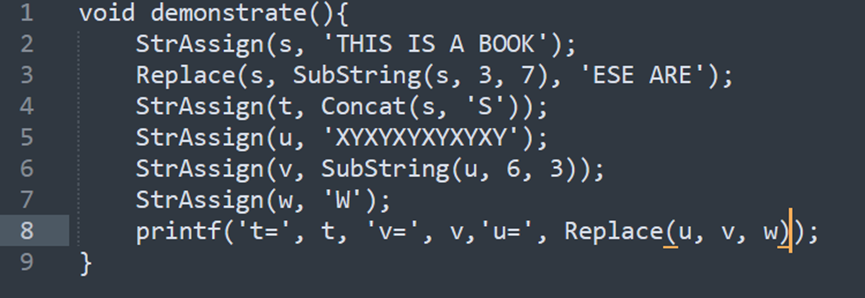 1 void demonstrate(){
2 StrAssign(s, 'THIS IS A BOOK');
3 Replace(s, SubString(s, 3, 7), 'ESE ARE');
4 StrAssign(t, Concat(s, 'S'));
5 StrAssign(u, 'XYXYXYXYXYXY');
6 StrAssign(v, SubString(u, 6, 3));
7 StrAssign(w, 'W');
8 printf('t=', t, 'v=', v,'u=', Replace(u, v, w));
9 }